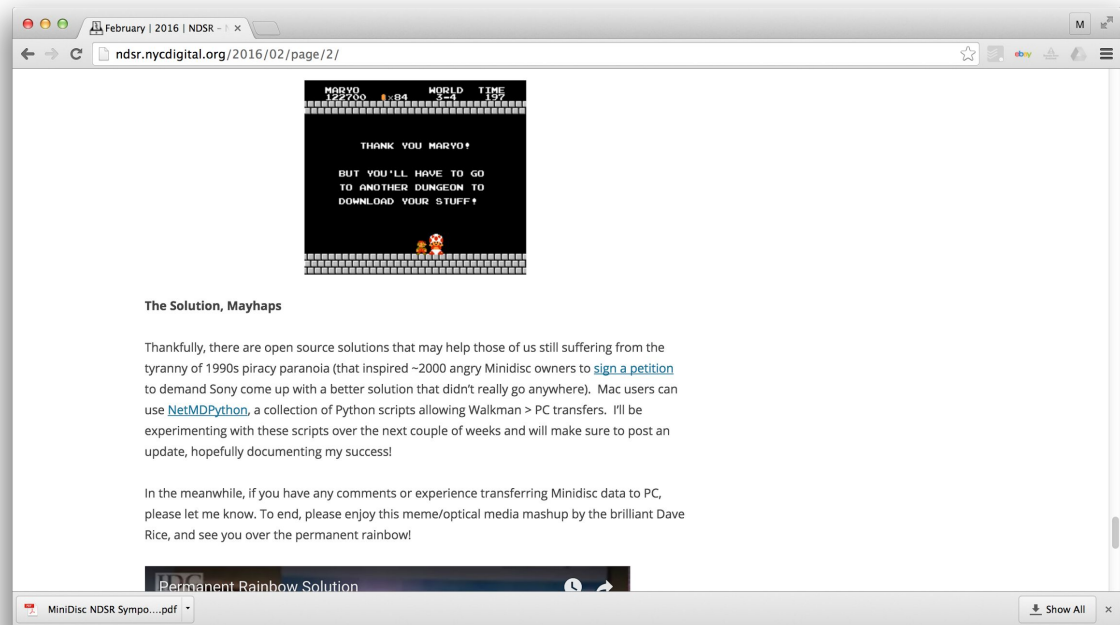 February | 2016 | NDSR –
M
ndsr.nycdigital.org/2016/02/page/2/
ebay
MARYO WORLD TIME
122700 x84 3-4 197
THANK YOU MARYO!
BUT YOU'LL HAVE TO GO
TO ANOTHER DUNGEON TO
DOWNLOAD YOUR STUFF!
The Solution, Mayhaps
Thankfully, there are open source solutions that may help those of us still suffering from the
tyranny of 1990s piracy paranoia (that inspired ~2000 angry Minidisc owners to sign a petition
to demand Sony come up with a better solution that didn't really go anywhere).  Mac users can
use NetMDPython, a collection of Python scripts allowing Walkman > PC transfers.  I'll be
experimenting with these scripts over the next couple of weeks and will make sure to post an
update, hopefully documenting my success!
In the meanwhile, if you have any comments or experience transferring Minidisc data to PC,
please let me know. To end, please enjoy this meme/optical media mashup by the brilliant Dave
Rice, and see you over the permanent rainbow!
Permanent Rainbow Solution
MiniDisc NDSR Sympo....pdf
Show All